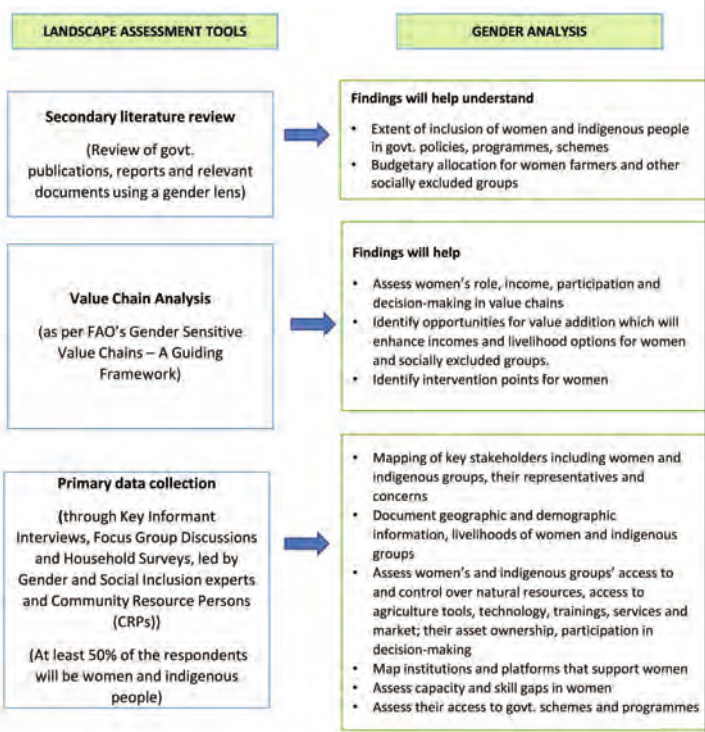 LANDSCAPE ASSESSMENT TOOLS
GENDER ANALYSIS
Secondary literature review
(Review of govt.
publications, reports and relevant
documents using a gender lens)
Findings will help understand
• Extent of inclusion of women and indigenous people
in govt. policies, programmes, schemes
• Budgetary allocation for women farmers and other
socially excluded groups
Value Chain Analysis
(as per FAO's Gender Sensitive
Value Chains – A Guiding
Framework)
Findings will help
• Assess women's role, income, participation and
decision-making in value chains
• Identify opportunities for value addition which will
enhance incomes and livelihood options for women
and socially excluded groups.
• Identify intervention points for women
Primary data collection
(through Key Informant
Interviews, Focus Group Discussions
and Household Surveys, led by
Gender and Social Inclusion experts
and Community Resource Persons
(CRPs))
(At least 50% of the respondents
will be women and indigenous
people)
• Mapping of key stakeholders including women and
indigenous groups, their representatives and
concerns
• Document geographic and demographic
information, livelihoods of women and indigenous
groups
• Assess women's and indigenous groups' access to
and control over natural resources, access to
agriculture tools, technology, trainings, services and
market; their asset ownership, participation in
decision-making
• Map institutions and platforms that support women
• Assess capacity and skill gaps in women
• Assess their access to govt. schemes and programmes